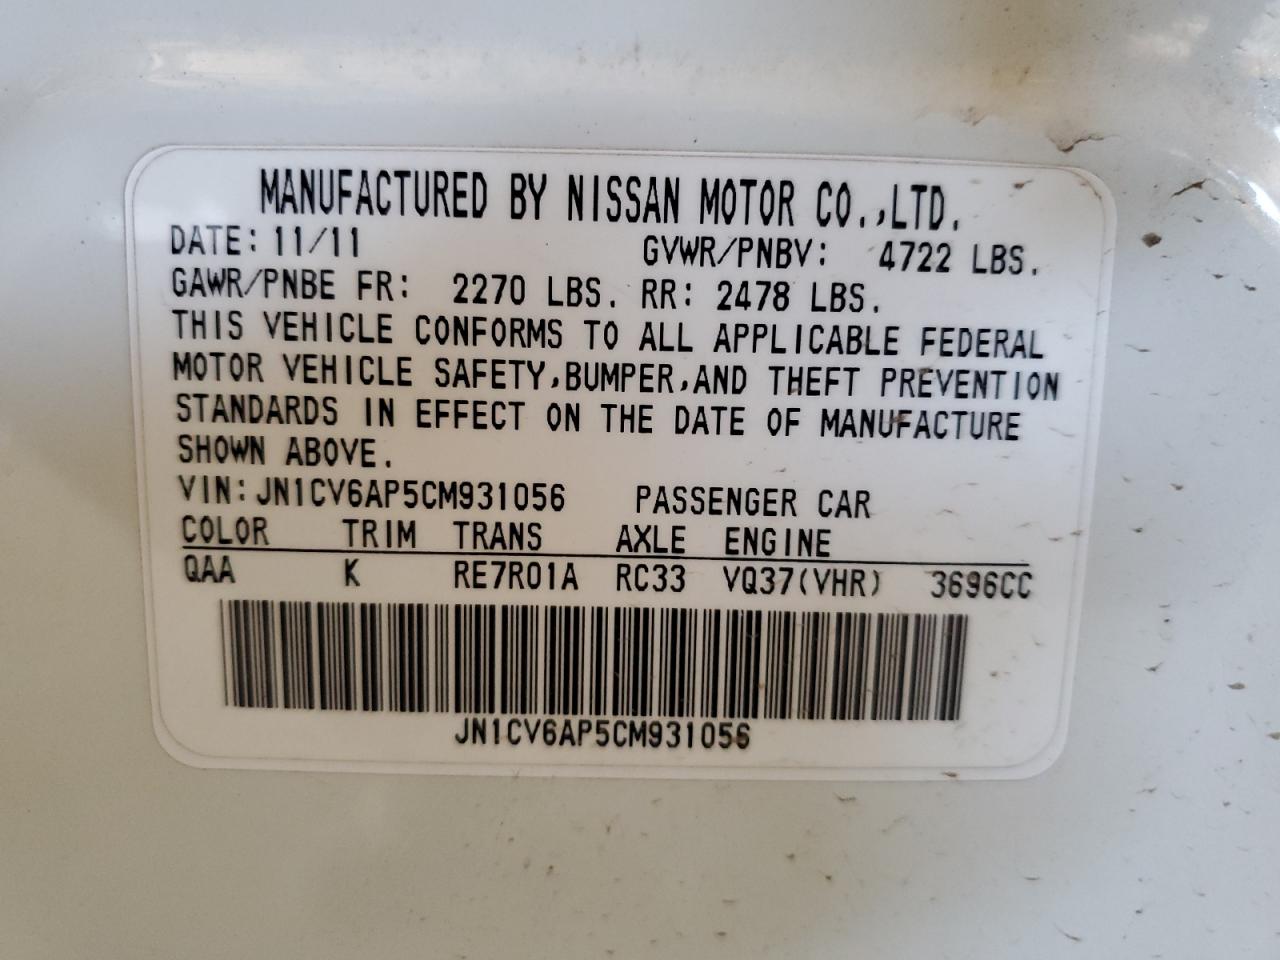 MANUFACTURED BY NISSAN MOTOR CO.,LTD.
DATE: 11/11 GVWR/PNBV: 4722 LBS.
GAWR/PNBE FR: 2270 LBS. RR: 2478 LBS.
THIS VEHICLE CONFORMS TO ALL APPLICABLE FEDERAL
MOTOR VEHICLE SAFETY,BUMPER,AND THEFT PREVENTION
STANDARDS IN EFFECT ON THE DATE OF MANUFACTURE
SHOWN ABOVE.
VIN:JN1CV6AP5CM931056 PASSENGER CAR
COLOR TRIM TRANS AXLE ENGINE
QAA K RE7R01A RC33 VQ37(VHR) 3696CC
JN1CV6AP5CM931056